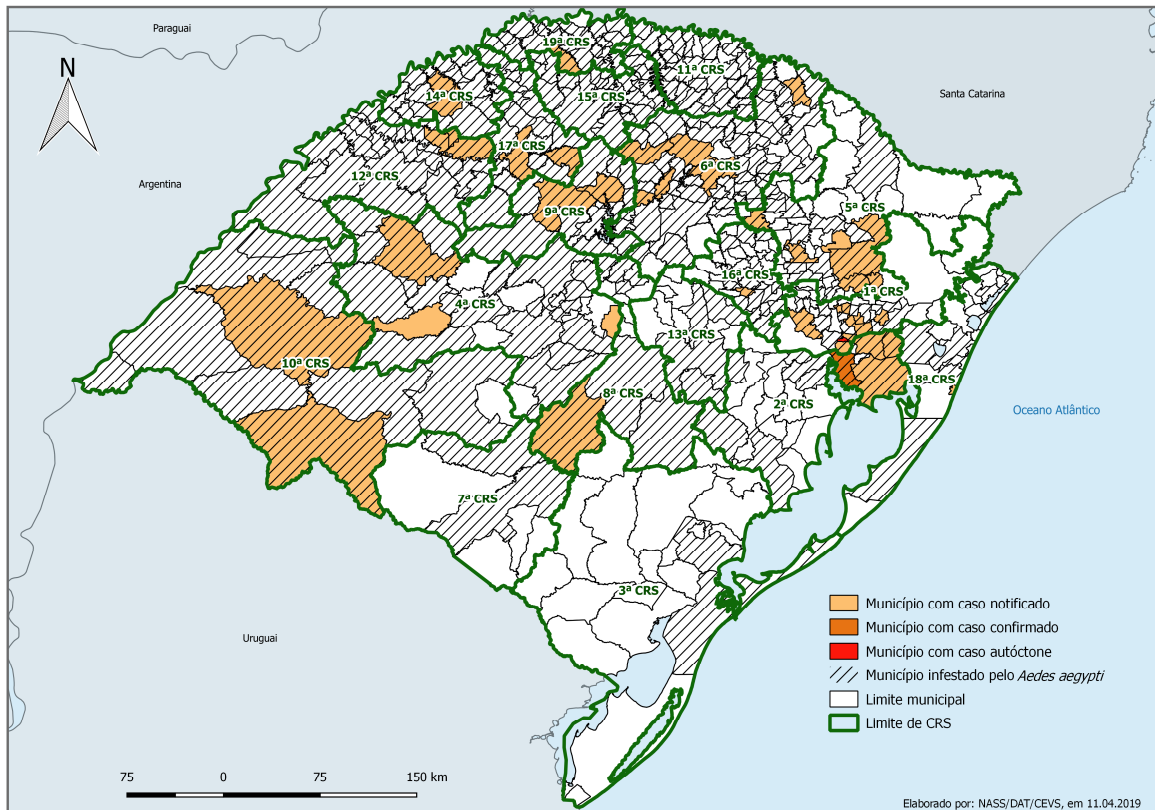 Paraguai
N
Santa Catarina
Argentina
19ª CRS
11ª CRS
14ª CRS
15ª CRS
17ª CRS
6ª CRS
12ª CRS
9ª CRS
5ª CRS
16ª CRS
1ª CRS
4ª CRS
13ª CRS
10ª CRS
18ª CRS
8ª CRS
2ª CRS
Oceano Atlântico
7ª CRS
3ª CRS
Uruguai
Município com caso notificado
Município com caso confirmado
Município com caso autóctone
Município infestado pelo Aedes aegypti
Limite municipal
Limite de CRS
75 0 75 150 km
Elaborado por: NASS/DAT/CEVS, em 11.04.2019